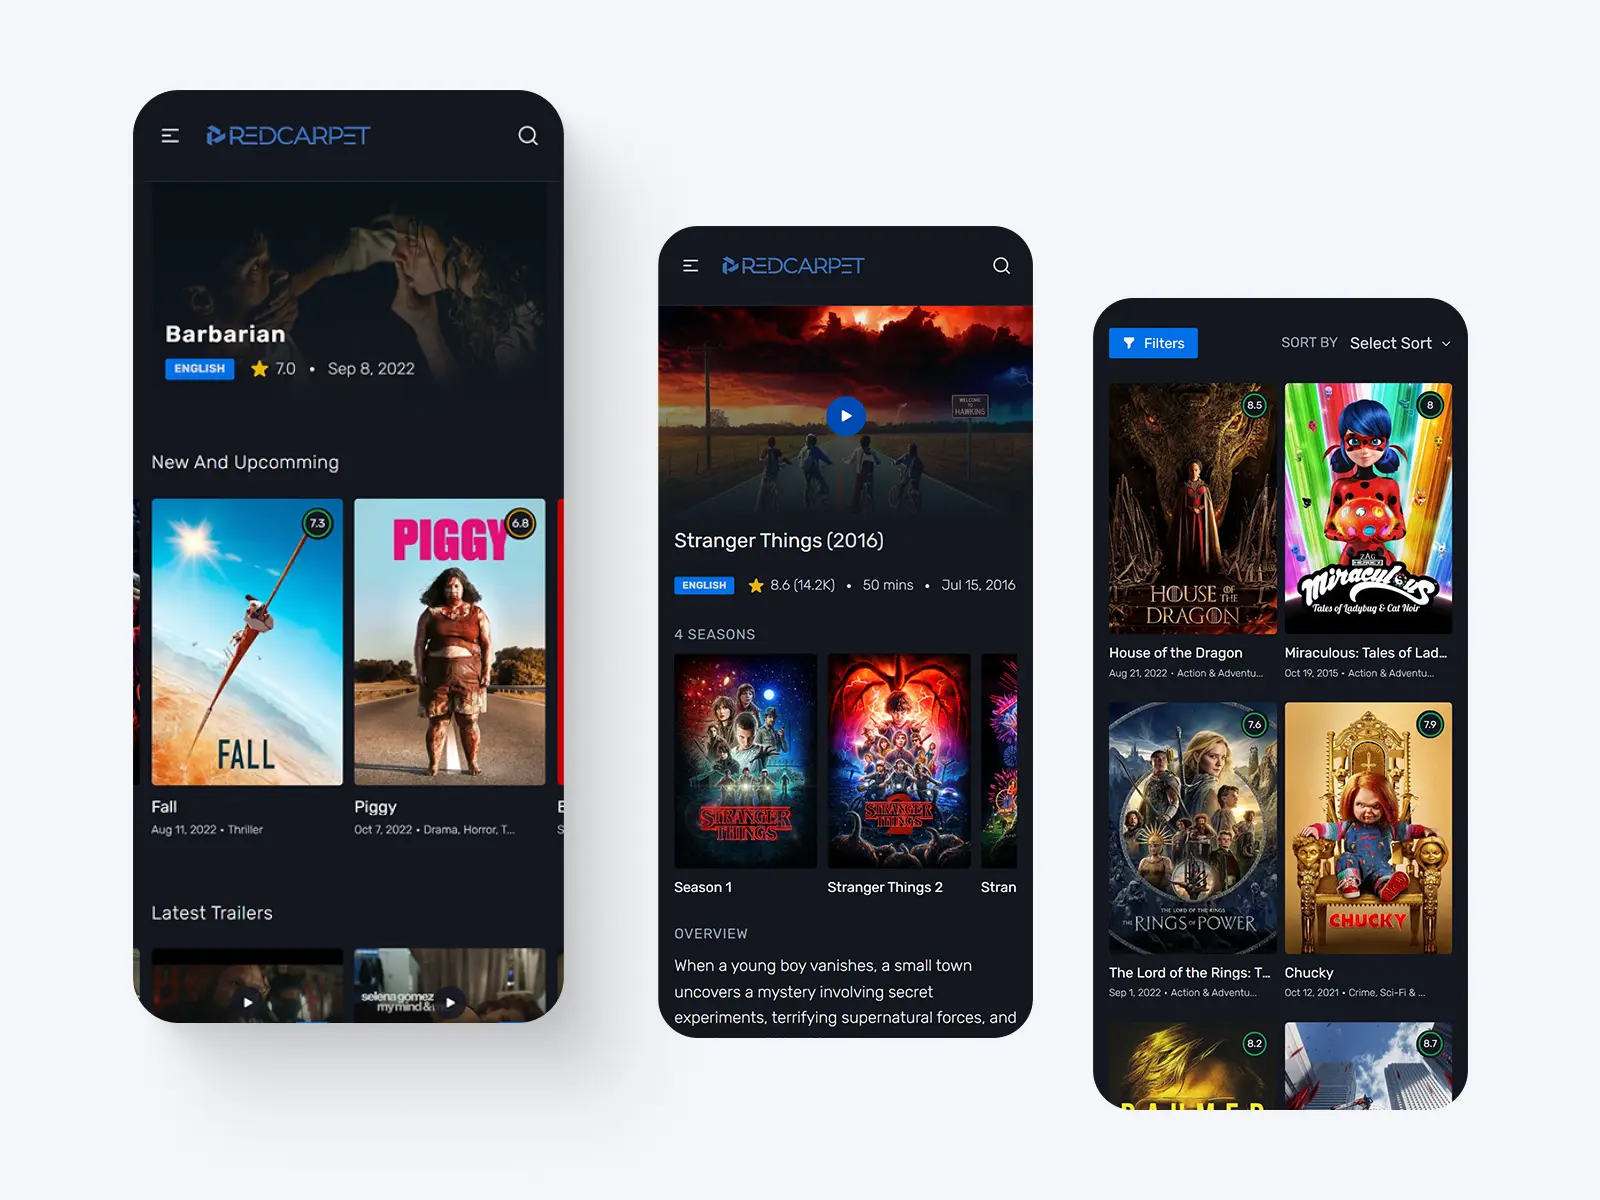 REDCARPET
Barbarian
ENGLISH 7.0 • Sep 8, 2022
New And Upcomming
7.3
FALL
Fall
Aug 11, 2022 • Thriller
6.8
PIGGY
Piggy
Oct 7, 2022 • Drama, Horror, T...
Latest Trailers
selena gomez
my mind &
REDCARPET
WELCOME
TO
HAWKINS
Stranger Things (2016)
ENGLISH 8.6 (14.2K) • 50 mins • Jul 15, 2016
4 SEASONS
STRANGER
THINGS
Season 1
STRANGER
THINGS
2
Stranger Things 2
Stran
OVERVIEW
When a young boy vanishes, a small town
uncovers a mystery involving secret
experiments, terrifying supernatural forces, and
Filters SORT BY Select Sort
8.5
HOUSE OF THE
DRAGON
House of the Dragon
Aug 21, 2022 • Action & Adventu...
8
ZAG
Miraculous
Tales of Ladybug & Cat Noir
Miraculous: Tales of Lad...
Oct 19, 2015 • Action & Adventu...
7.6
THE LORD OF THE RINGS
THE RINGS OF POWER
The Lord of the Rings: T...
Sep 1, 2022 • Action & Adventu...
7.9
CHUCKY
Chucky
Oct 12, 2021 • Crime, Sci-Fi & ...
8.2
DAHMER
8.7